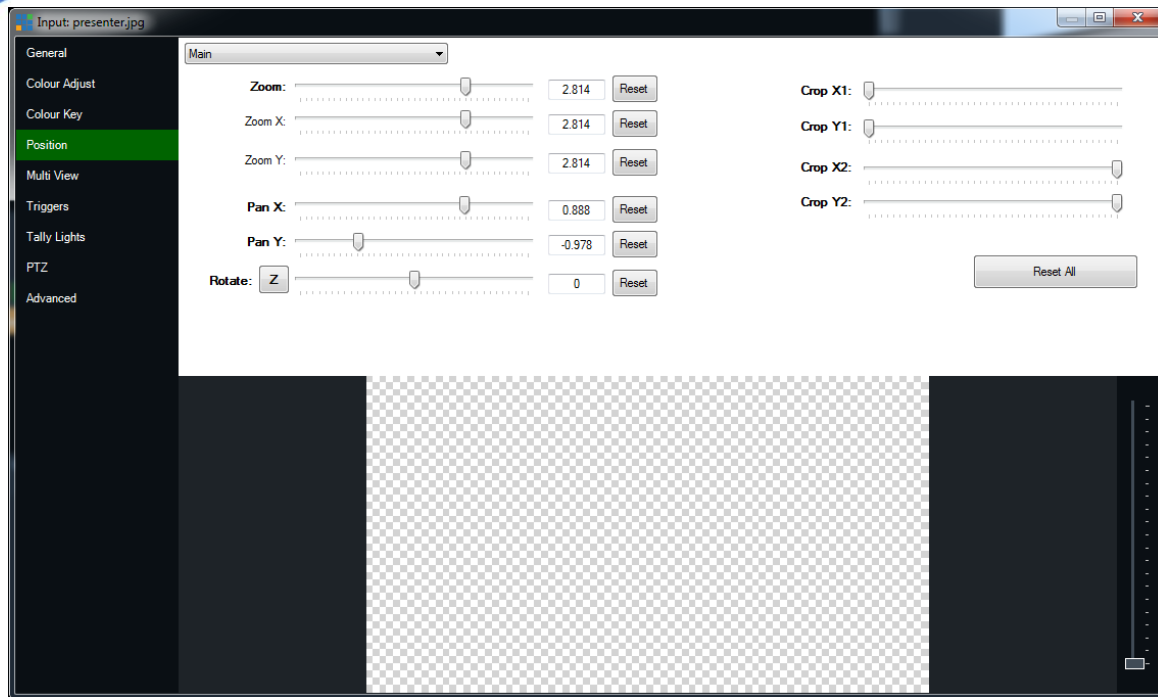 Input: presenter.jpg
General
Colour Adjust
Colour Key
Position
Multi View
Triggers
Tally Lights
PTZ
Advanced
Main
Zoom: 2.814 Reset
Zoom X: 2.814 Reset
Zoom Y: 2.814 Reset
Pan X: 0.888 Reset
Pan Y: -0.978 Reset
Rotate: Z 0 Reset
Crop X1:
Crop Y1:
Crop X2:
Crop Y2:
Reset All